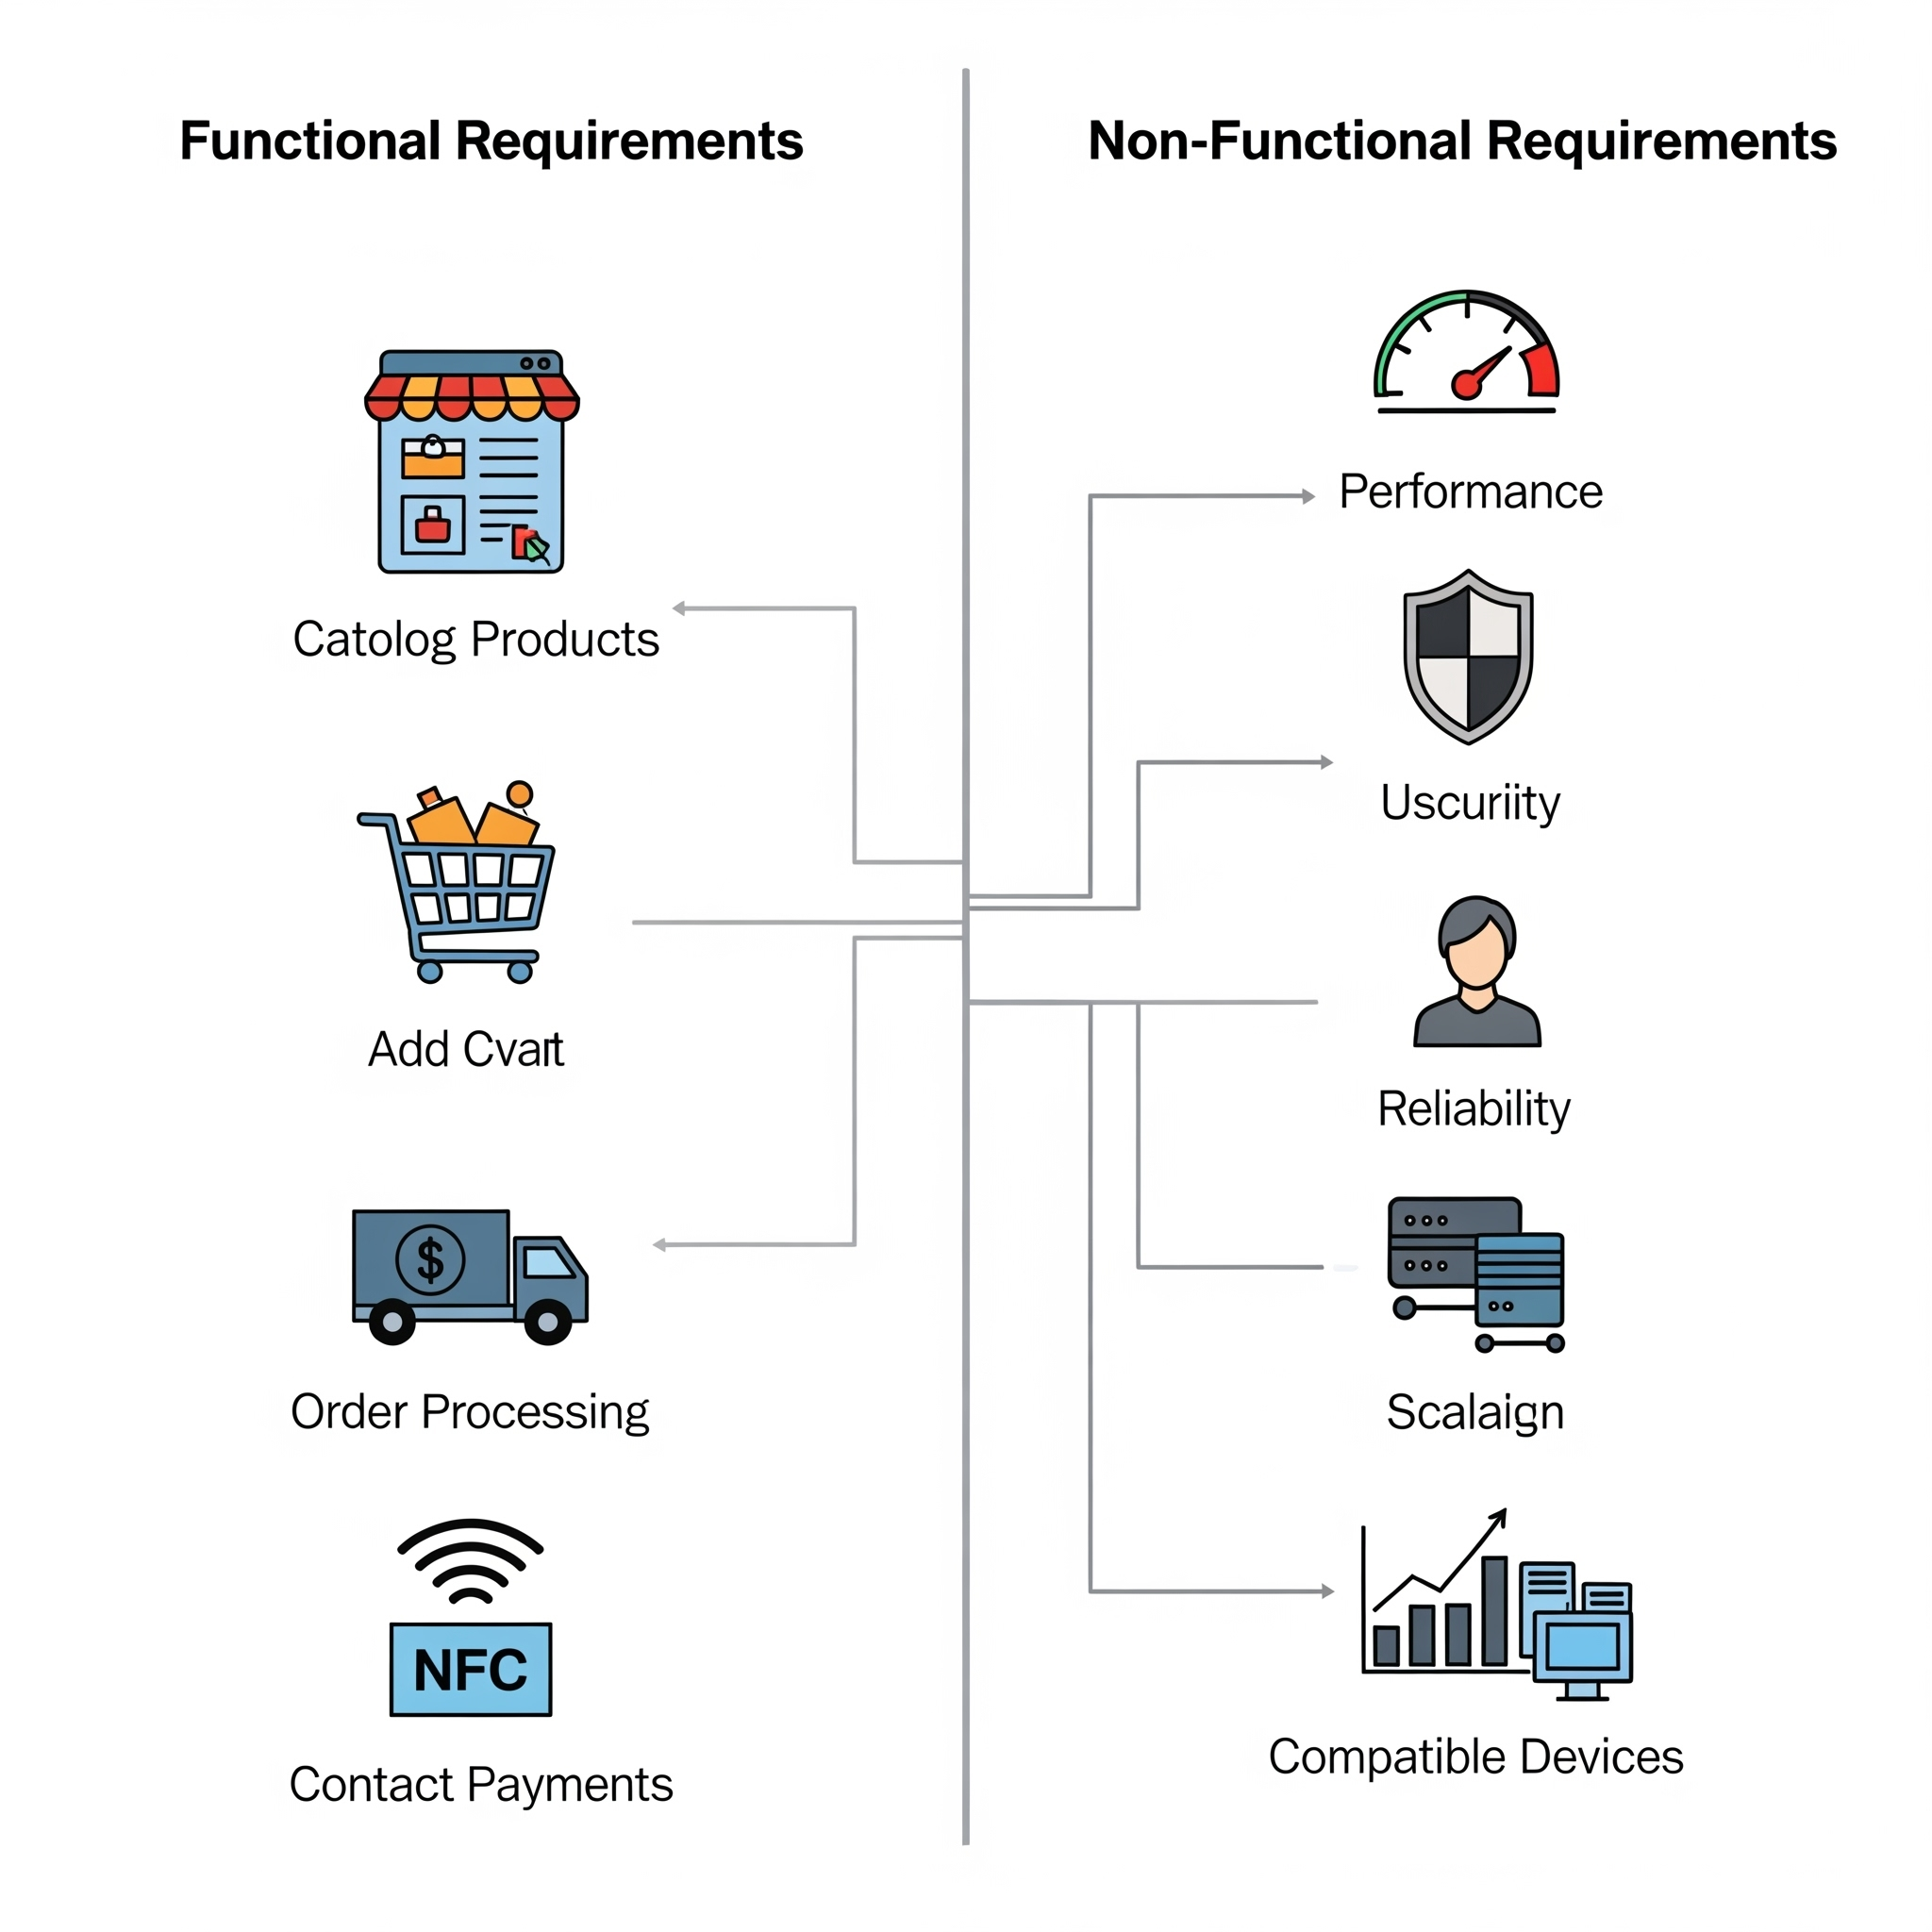 Functional Requirements
Catolog Products
Add Cvart
$
Order Processing
NFC
Contact Payments
Non-Functional Requirements
Performance
Uscuriity
Reliability
Scalaign
Compatible Devices